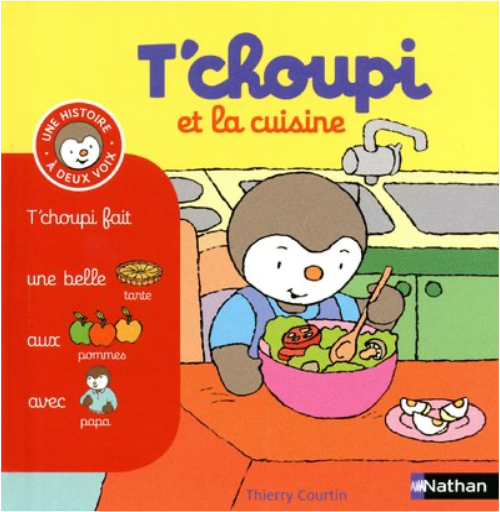 T'choupi
et la cuisine
UNE HISTOIRE
À DEUX VOIX
T'choupi fait
une belle
tarte
aux
pommes
avec
papa
Thierry Courtin
Nathan